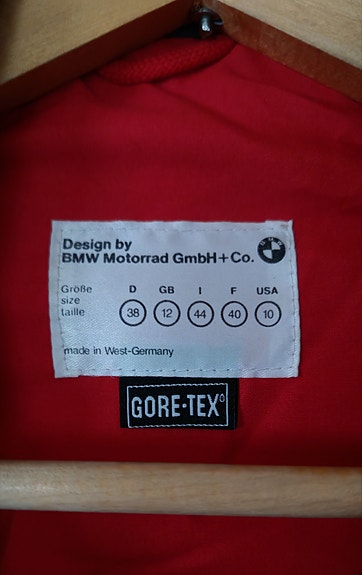 Design by
BMW Motorrad GmbH+Co.
Größe D GB I F USA
size
taille 38 12 44 40 10
made in West-Germany
GORE-TEX